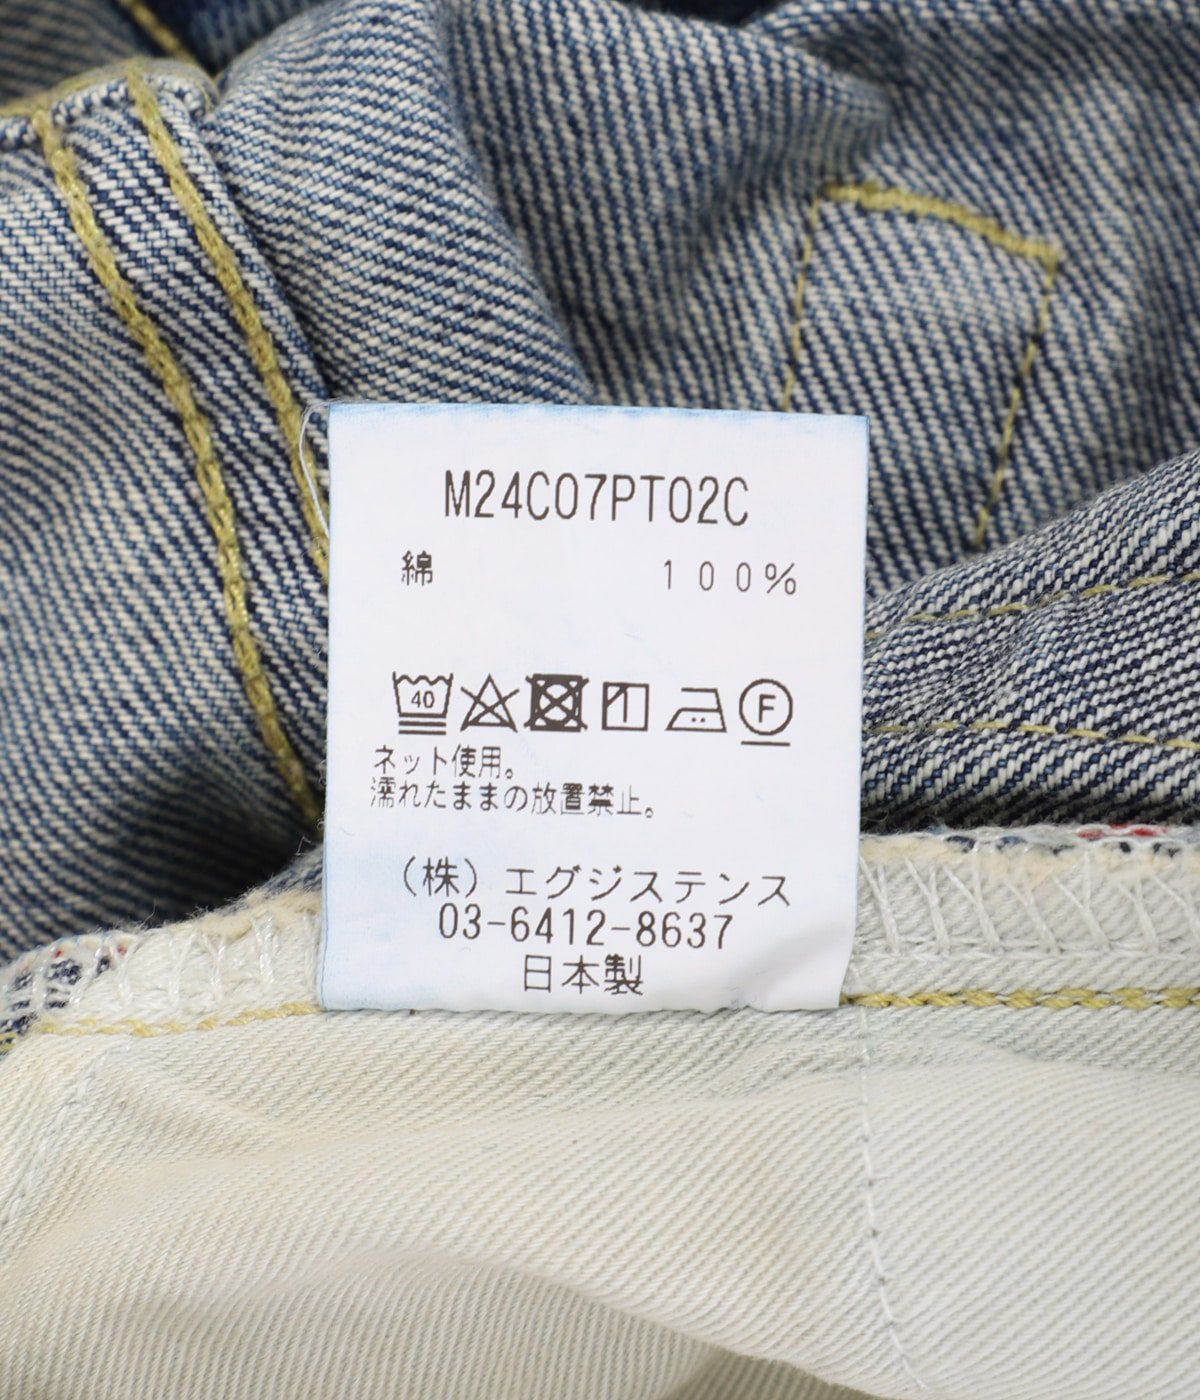 M24C07PT02C
綿 100%
40 F
ネット使用。
濡れたままの放置禁止。
(株)エグジステンス
03-6412-8637
日本製